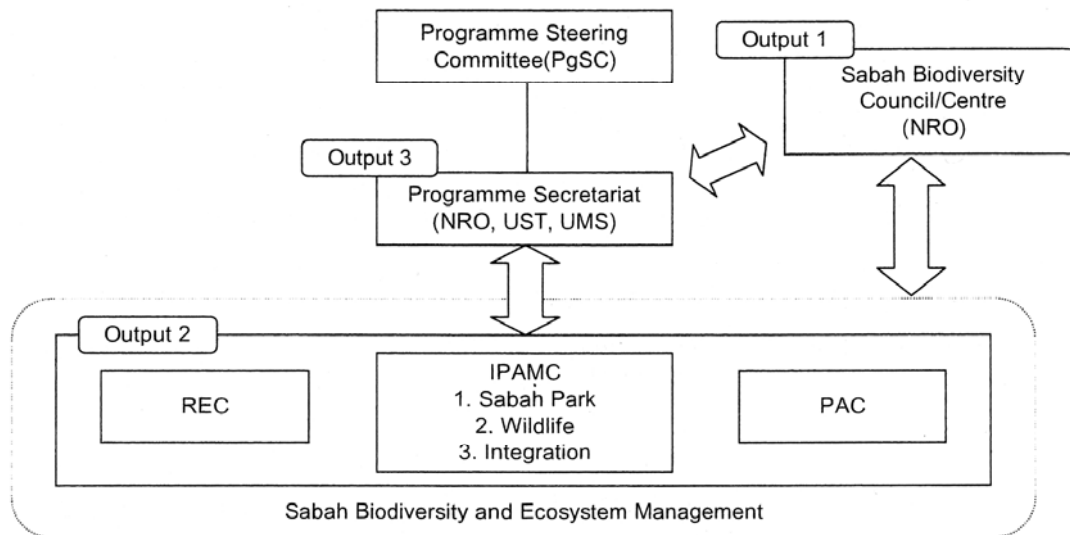 Programme Steering
Committee(PgSC)
Output 1
Sabah Biodiversity
Council/Centre
(NRO)
Output 3
Programme Secretariat
(NRO, UST, UMS)
Output 2
REC
IPAMC
1. Sabah Park
2. Wildlife
3. Integration
PAC
Sabah Biodiversity and Ecosystem Management